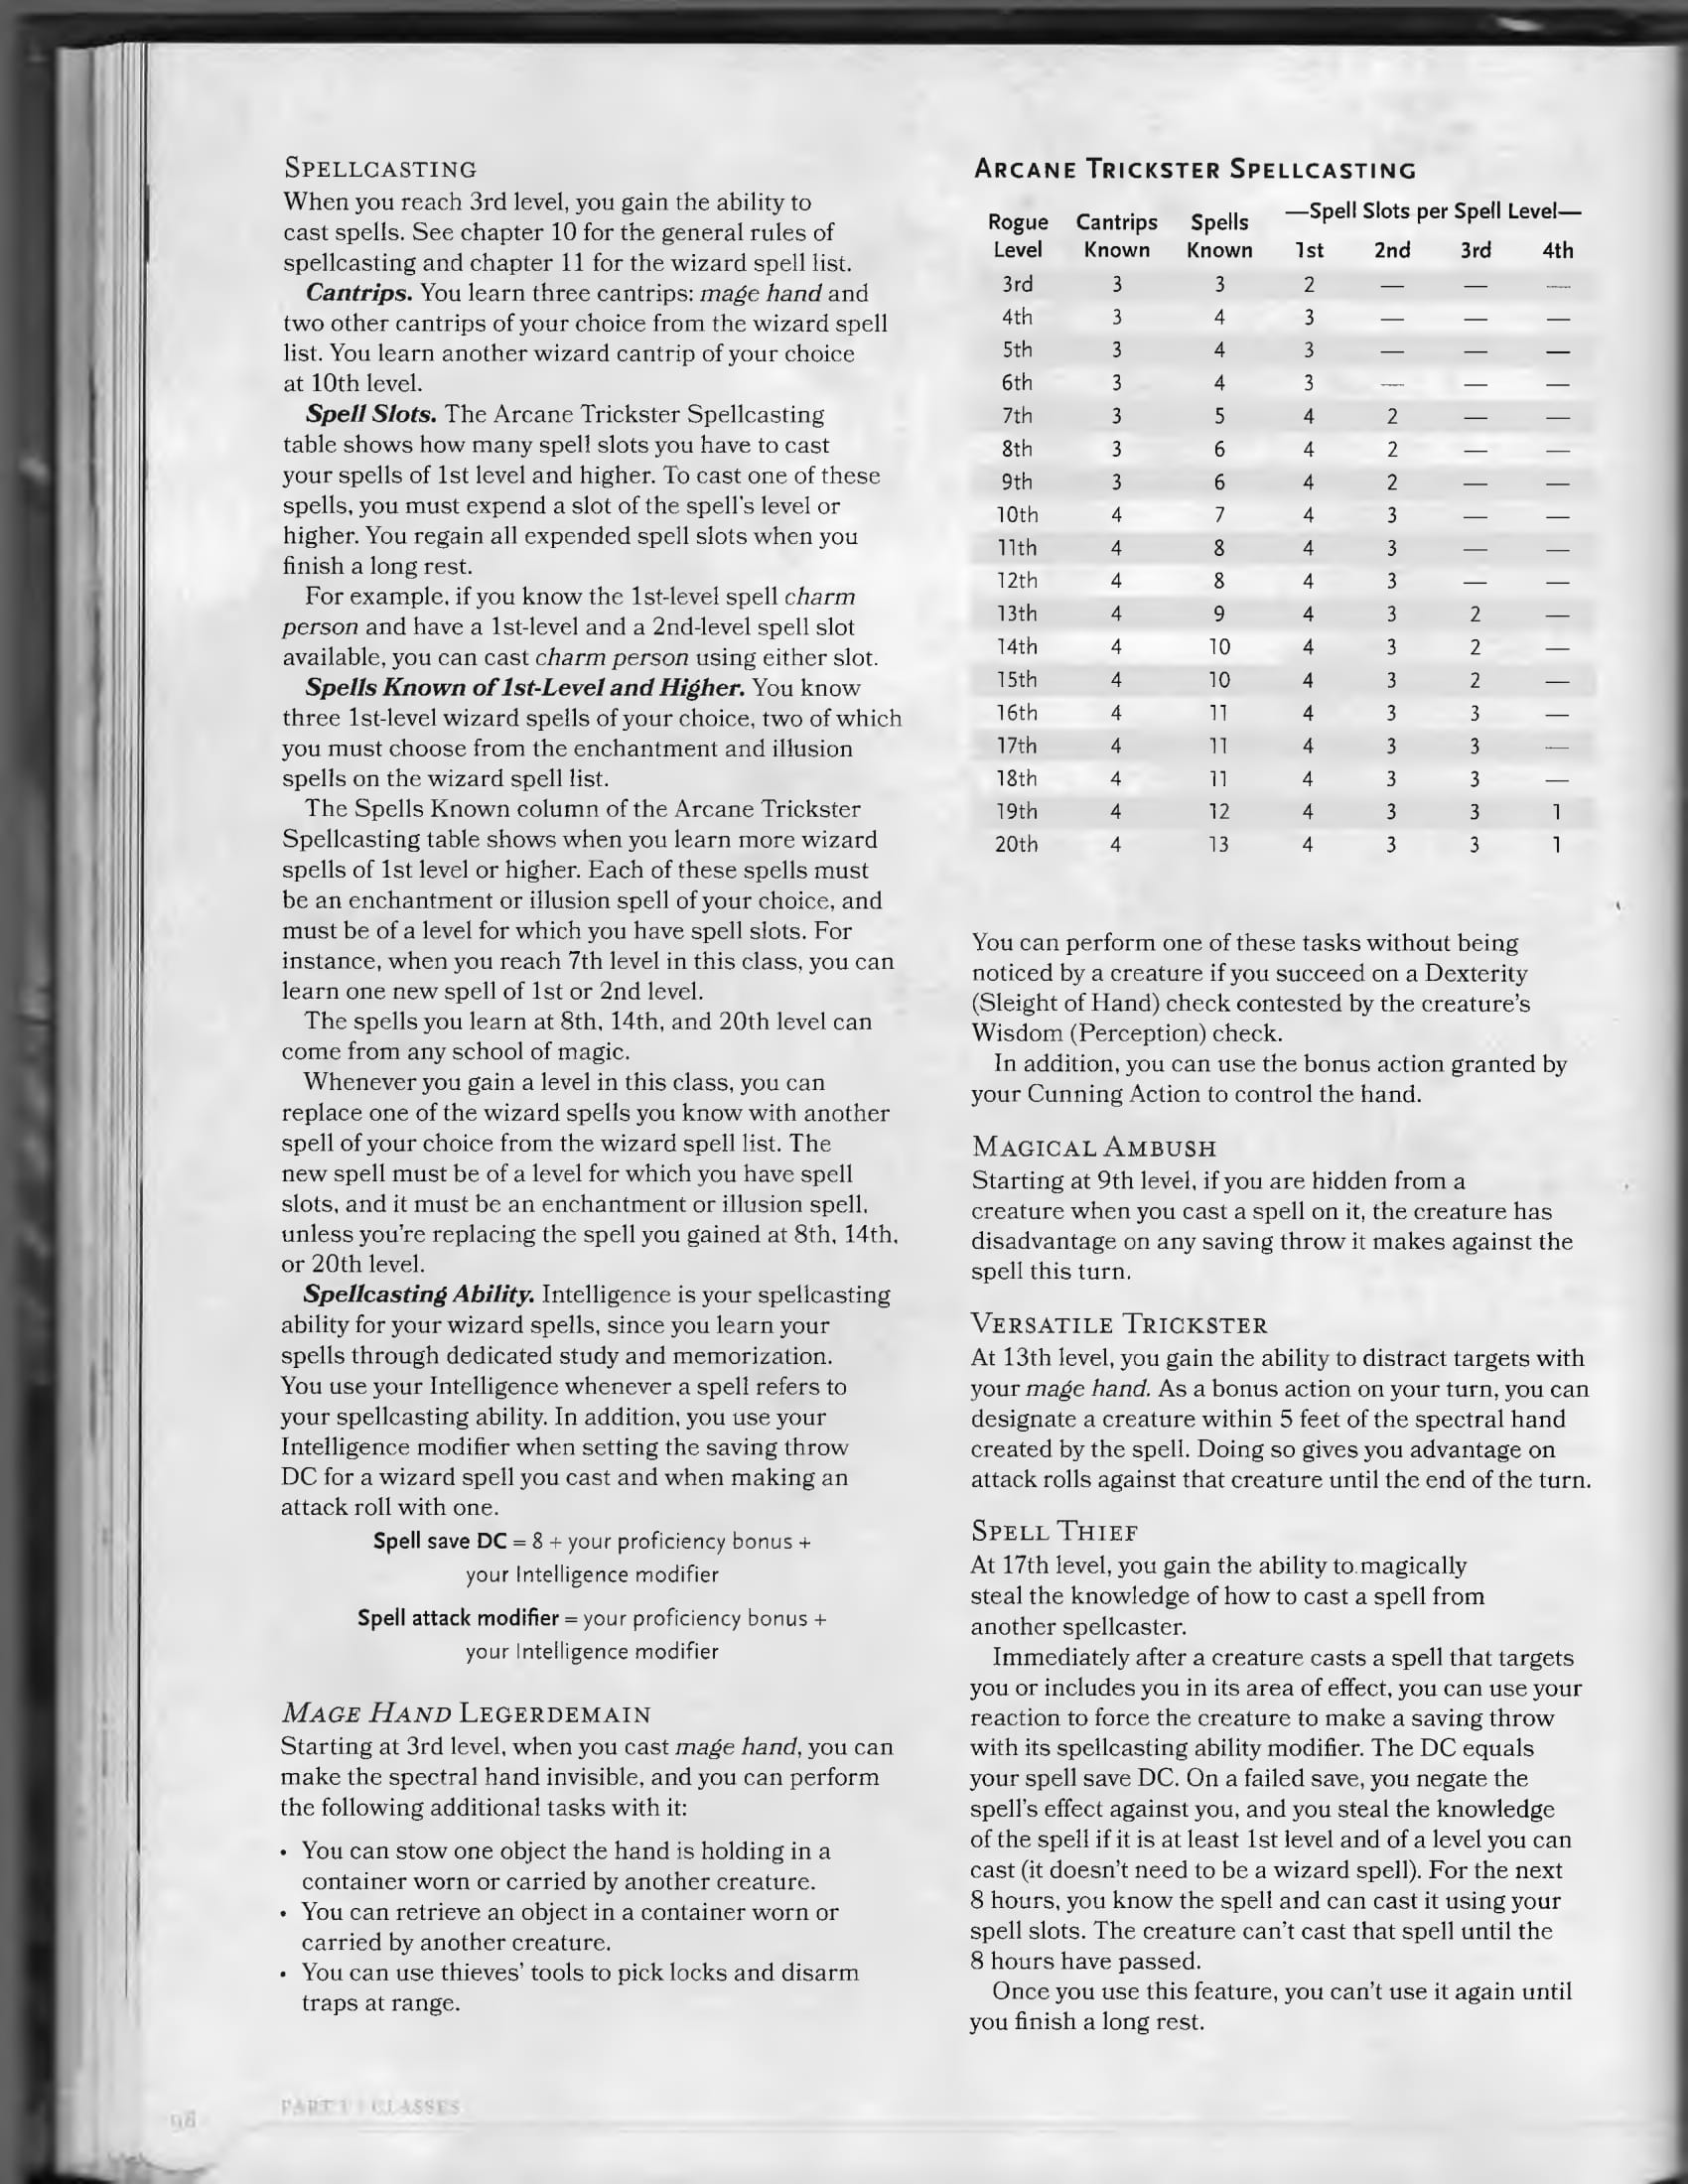 SPELLCASTING
When you reach 3rd level, you gain the ability to
cast spells. See chapter 10 for the general rules of
spellcasting and chapter 11 for the wizard spell list.
Cantrips. You learn three cantrips: mage hand and
two other cantrips of your choice from the wizard spell
list. You learn another wizard cantrip of your choice
at 10th level.
Spell Slots. The Arcane Trickster Spellcasting
table shows how many spell slots you have to cast
your spells of 1st level and higher. To cast one of these
spells, you must expend a slot of the spell's level or
higher. You regain all expended spell slots when you
finish a long rest.
For example, if you know the 1st-level spell charm
person and have a 1st-level and a 2nd-level spell slot
available, you can cast charm person using either slot.
Spells Known of 1st-Level and Higher. You know
three 1st-level wizard spells of your choice, two of which
you must choose from the enchantment and illusion
spells on the wizard spell list.
The Spells Known column of the Arcane Trickster
Spellcasting table shows when you learn more wizard
spells of 1st level or higher. Each of these spells must
be an enchantment or illusion spell of your choice, and
must be of a level for which you have spell slots. For
instance, when you reach 7th level in this class, you can
learn one new spell of 1st or 2nd level.
The spells you learn at 8th, 14th, and 20th level can
come from any school of magic.
Whenever you gain a level in this class, you can
replace one of the wizard spells you know with another
spell of your choice from the wizard spell list. The
new spell must be of a level for which you have spell
slots, and it must be an enchantment or illusion spell,
unless you're replacing the spell you gained at 8th, 14th,
or 20th level.
Spellcasting Ability. Intelligence is your spellcasting
ability for your wizard spells, since you learn your
spells through dedicated study and memorization.
You use your Intelligence whenever a spell refers to
your spellcasting ability. In addition, you use your
Intelligence modifier when setting the saving throw
DC for a wizard spell you cast and when making an
attack roll with one.
Spell save DC = 8 + your proficiency bonus +
your Intelligence modifier
Spell attack modifier = your proficiency bonus +
your Intelligence modifier
MAGE HAND LEGERDEMAIN
Starting at 3rd level, when you cast mage hand, you can
make the spectral hand invisible, and you can perform
the following additional tasks with it:
• You can stow one object the hand is holding in a
container worn or carried by another creature.
• You can retrieve an object in a container worn or
carried by another creature.
• You can use thieves' tools to pick locks and disarm
traps at range.
ARCANE TRICKSTER SPELLCASTING
—Spell Slots per Spell Level—
Rogue Cantrips Spells
Level Known Known 1st 2nd 3rd 4th
3rd 3 3 2 — — —
4th 3 4 3 — — —
5th 3 4 3 — — —
6th 3 4 3 — — —
7th 3 5 4 2 — —
8th 3 6 4 2 — —
9th 3 6 4 2 — —
10th 4 7 4 3 — —
11th 4 8 4 3 — —
12th 4 8 4 3 — —
13th 4 9 4 3 2 —
14th 4 10 4 3 2 —
15th 4 10 4 3 2 —
16th 4 11 4 3 3 —
17th 4 11 4 3 3 —
18th 4 11 4 3 3 —
19th 4 12 4 3 3 1
20th 4 13 4 3 3 1
You can perform one of these tasks without being
noticed by a creature if you succeed on a Dexterity
(Sleight of Hand) check contested by the creature's
Wisdom (Perception) check.
In addition, you can use the bonus action granted by
your Cunning Action to control the hand.
MAGICAL AMBUSH
Starting at 9th level, if you are hidden from a
creature when you cast a spell on it, the creature has
disadvantage on any saving throw it makes against the
spell this turn.
VERSATILE TRICKSTER
At 13th level, you gain the ability to distract targets with
your mage hand. As a bonus action on your turn, you can
designate a creature within 5 feet of the spectral hand
created by the spell. Doing so gives you advantage on
attack rolls against that creature until the end of the turn.
SPELL THIEF
At 17th level, you gain the ability to magically
steal the knowledge of how to cast a spell from
another spellcaster.
Immediately after a creature casts a spell that targets
you or includes you in its area of effect, you can use your
reaction to force the creature to make a saving throw
with its spellcasting ability modifier. The DC equals
your spell save DC. On a failed save, you negate the
spell's effect against you, and you steal the knowledge
of the spell if it is at least 1st level and of a level you can
cast (it doesn't need to be a wizard spell). For the next
8 hours, you know the spell and can cast it using your
spell slots. The creature can't cast that spell until the
8 hours have passed.
Once you use this feature, you can't use it again until
you finish a long rest.
98
PART 1 | CLASSES